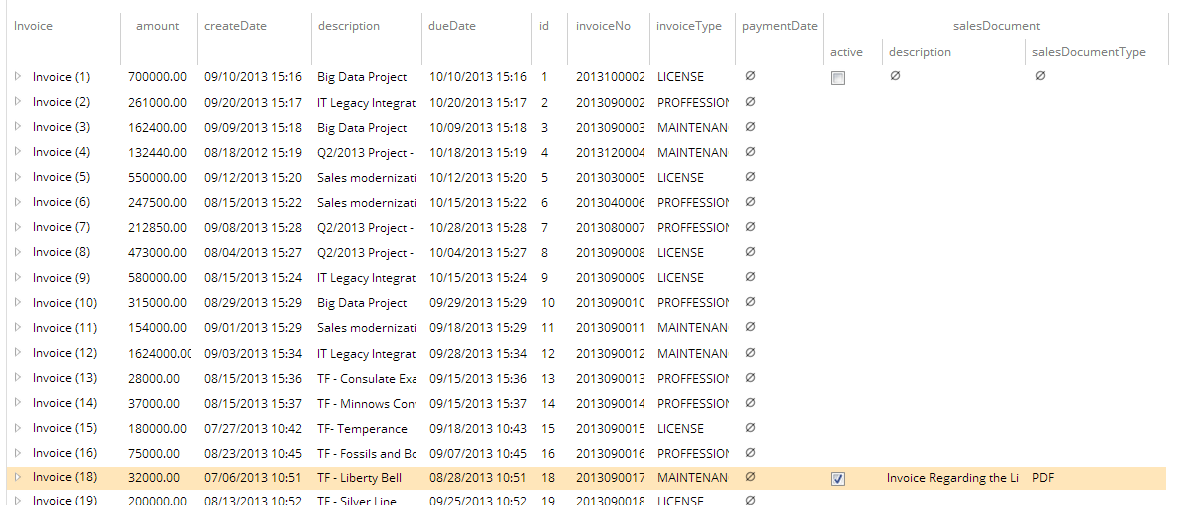 Invoice amount createDate description dueDate id invoiceNo invoiceType paymentDate salesDocument
active description salesDocumentType
Invoice (1) 700000.00 09/10/2013 15:16 Big Data Project 10/10/2013 15:16 1 2013100002 LICENSE Ø Ø Ø
Invoice (2) 261000.00 09/20/2013 15:17 IT Legacy Integrat 10/20/2013 15:17 2 2013090002 PROFFESSION Ø
Invoice (3) 162400.00 09/09/2013 15:18 Big Data Project 10/09/2013 15:18 3 2013090003 MAINTENAN Ø
Invoice (4) 132440.00 08/18/2012 15:19 Q2/2013 Project - 10/18/2013 15:19 4 2013120004 MAINTENAN Ø
Invoice (5) 550000.00 09/12/2013 15:20 Sales modernizati 10/12/2013 15:20 5 2013030005 LICENSE Ø
Invoice (6) 247500.00 08/15/2013 15:22 Sales modernizati 10/15/2013 15:22 6 2013040006 PROFFESSION Ø
Invoice (7) 212850.00 09/08/2013 15:28 Q2/2013 Project - 10/28/2013 15:28 7 2013080007 PROFFESSION Ø
Invoice (8) 473000.00 08/04/2013 15:27 Q2/2013 Project - 10/04/2013 15:27 8 2013090008 LICENSE Ø
Invoice (9) 580000.00 08/15/2013 15:24 IT Legacy Integrat 10/15/2013 15:24 9 2013090009 LICENSE Ø
Invoice (10) 315000.00 08/29/2013 15:29 Big Data Project 09/29/2013 15:29 10 2013090010 PROFFESSION Ø
Invoice (11) 154000.00 09/01/2013 15:29 Sales modernizati 09/18/2013 15:29 11 2013090011 MAINTENAN Ø
Invoice (12) 1624000.00 09/03/2013 15:34 IT Legacy Integrat 09/28/2013 15:34 12 2013090012 MAINTENAN Ø
Invoice (13) 28000.00 08/15/2013 15:36 TF - Consulate Exa 09/15/2013 15:36 13 2013090013 PROFFESSION Ø
Invoice (14) 37000.00 08/15/2013 15:37 TF - Minnows Con 09/15/2013 15:37 14 2013090014 PROFFESSION Ø
Invoice (15) 180000.00 07/27/2013 10:42 TF- Temperance 09/18/2013 10:43 15 2013090015 LICENSE Ø
Invoice (16) 75000.00 08/23/2013 10:45 TF - Fossils and Bo 09/07/2013 10:45 16 2013090016 PROFFESSION Ø
Invoice (18) 32000.00 07/06/2013 10:51 TF - Liberty Bell 08/28/2013 10:51 18 2013090017 MAINTENAN Ø Invoice Regarding the Li PDF
Invoice (19) 200000.00 08/13/2013 10:52 TF - Silver Line 09/25/2013 10:52 19 2013090018 LICENSE Ø